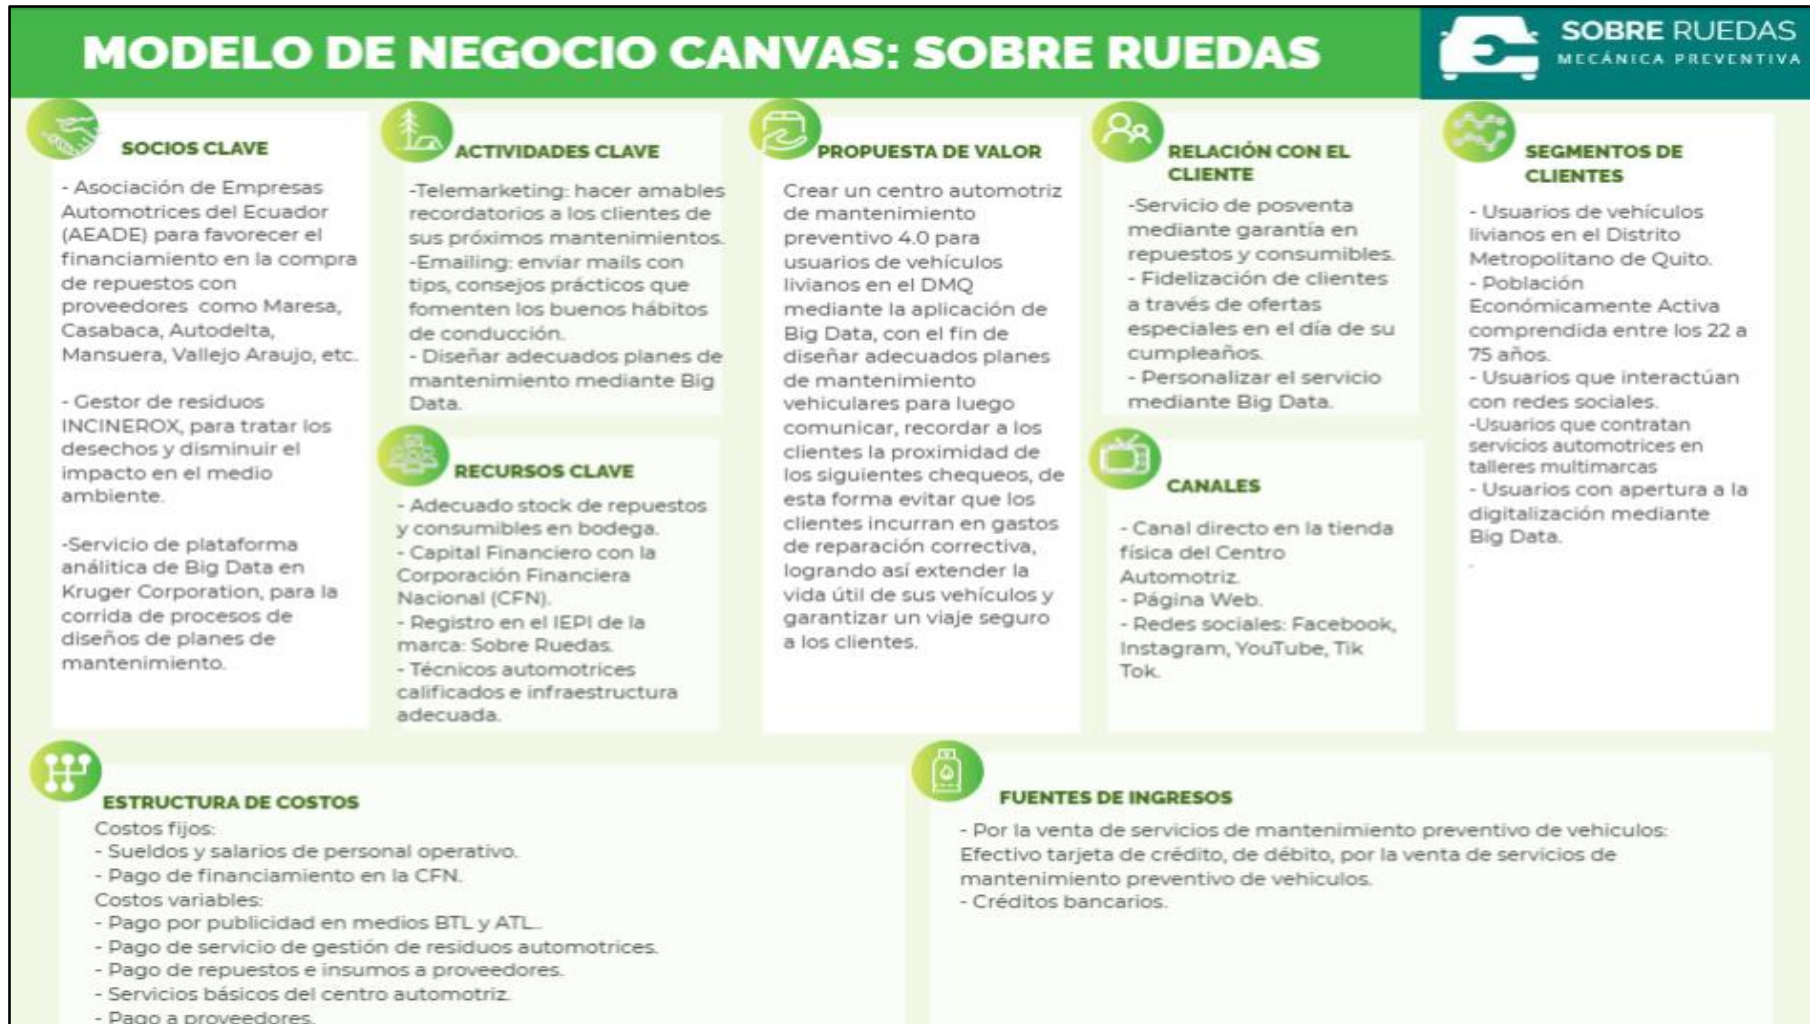 MODELO DE NEGOCIO CANVAS: SOBRE RUEDAS
SOBRE RUEDAS
MECÁNICA PREVENTIVA
SOCIOS CLAVE
- Asociación de Empresas
Automotrices del Ecuador
(AEADE) para favorecer el
financiamiento en la compra
de repuestos con
proveedores como Maresa,
Casabaca, Autodelta,
Mansuera, Vallejo Araujo, etc.
- Gestor de residuos
INCINEROX, para tratar los
desechos y disminuir el
impacto en el medio
ambiente.
-Servicio de plataforma
análitica de Big Data en
Kruger Corporation, para la
corrida de procesos de
diseños de planes de
mantenimiento.
ACTIVIDADES CLAVE
-Telemarketing: hacer amables
recordatorios a los clientes de
sus próximos mantenimientos.
-Emailing: enviar mails con
tips, consejos prácticos que
fomenten los buenos hábitos
de conducción.
- Diseñar adecuados planes de
mantenimiento mediante Big
Data.
RECURSOS CLAVE
- Adecuado stock de repuestos
y consumibles en bodega.
- Capital Financiero con la
Corporación Financiera
Nacional (CFN).
- Registro en el IEPI de la
marca: Sobre Ruedas.
- Técnicos automotrices
calificados e infraestructura
adecuada.
PROPUESTA DE VALOR
Crear un centro automotriz
de mantenimiento
preventivo 4.0 para
usuarios de vehículos
livianos en el DMQ
mediante la aplicación de
Big Data, con el fin de
diseñar adecuados planes
de mantenimiento
vehiculares para luego
comunicar, recordar a los
clientes la proximidad de
los siguientes chequeos, de
esta forma evitar que los
clientes incurran en gastos
de reparación correctiva,
logrando así extender la
vida útil de sus vehículos y
garantizar un viaje seguro
a los clientes.
RELACIÓN CON EL
CLIENTE
-Servicio de posventa
mediante garantía en
repuestos y consumibles.
- Fidelización de clientes
a través de ofertas
especiales en el día de su
cumpleaños.
- Personalizar el servicio
mediante Big Data.
CANALES
- Canal directo en la tienda
física del Centro
Automotriz.
- Página Web.
- Redes sociales: Facebook,
Instagram, YouTube, Tik
Tok.
SEGMENTOS DE
CLIENTES
- Usuarios de vehículos
livianos en el Distrito
Metropolitano de Quito.
- Población
Económicamente Activa
comprendida entre los 22 a
75 años.
- Usuarios que interactúan
con redes sociales.
-Usuarios que contratan
servicios automotrices en
talleres multimarcas
- Usuarios con apertura a la
digitalización mediante
Big Data.
ESTRUCTURA DE COSTOS
Costos fijos:
- Sueldos y salarios de personal operativo.
- Pago de financiamiento en la CFN.
Costos variables:
- Pago por publicidad en medios BTL y ATL..
- Pago de servicio de gestión de residuos automotrices.
- Pago de repuestos e insumos a proveedores.
- Servicios básicos del centro automotriz.
- Pago a proveedores.
FUENTES DE INGRESOS
- Por la venta de servicios de mantenimiento preventivo de vehiculos:
Efectivo tarjeta de crédito, de débito, por la venta de servicios de
mantenimiento preventivo de vehiculos.
- Créditos bancarios.